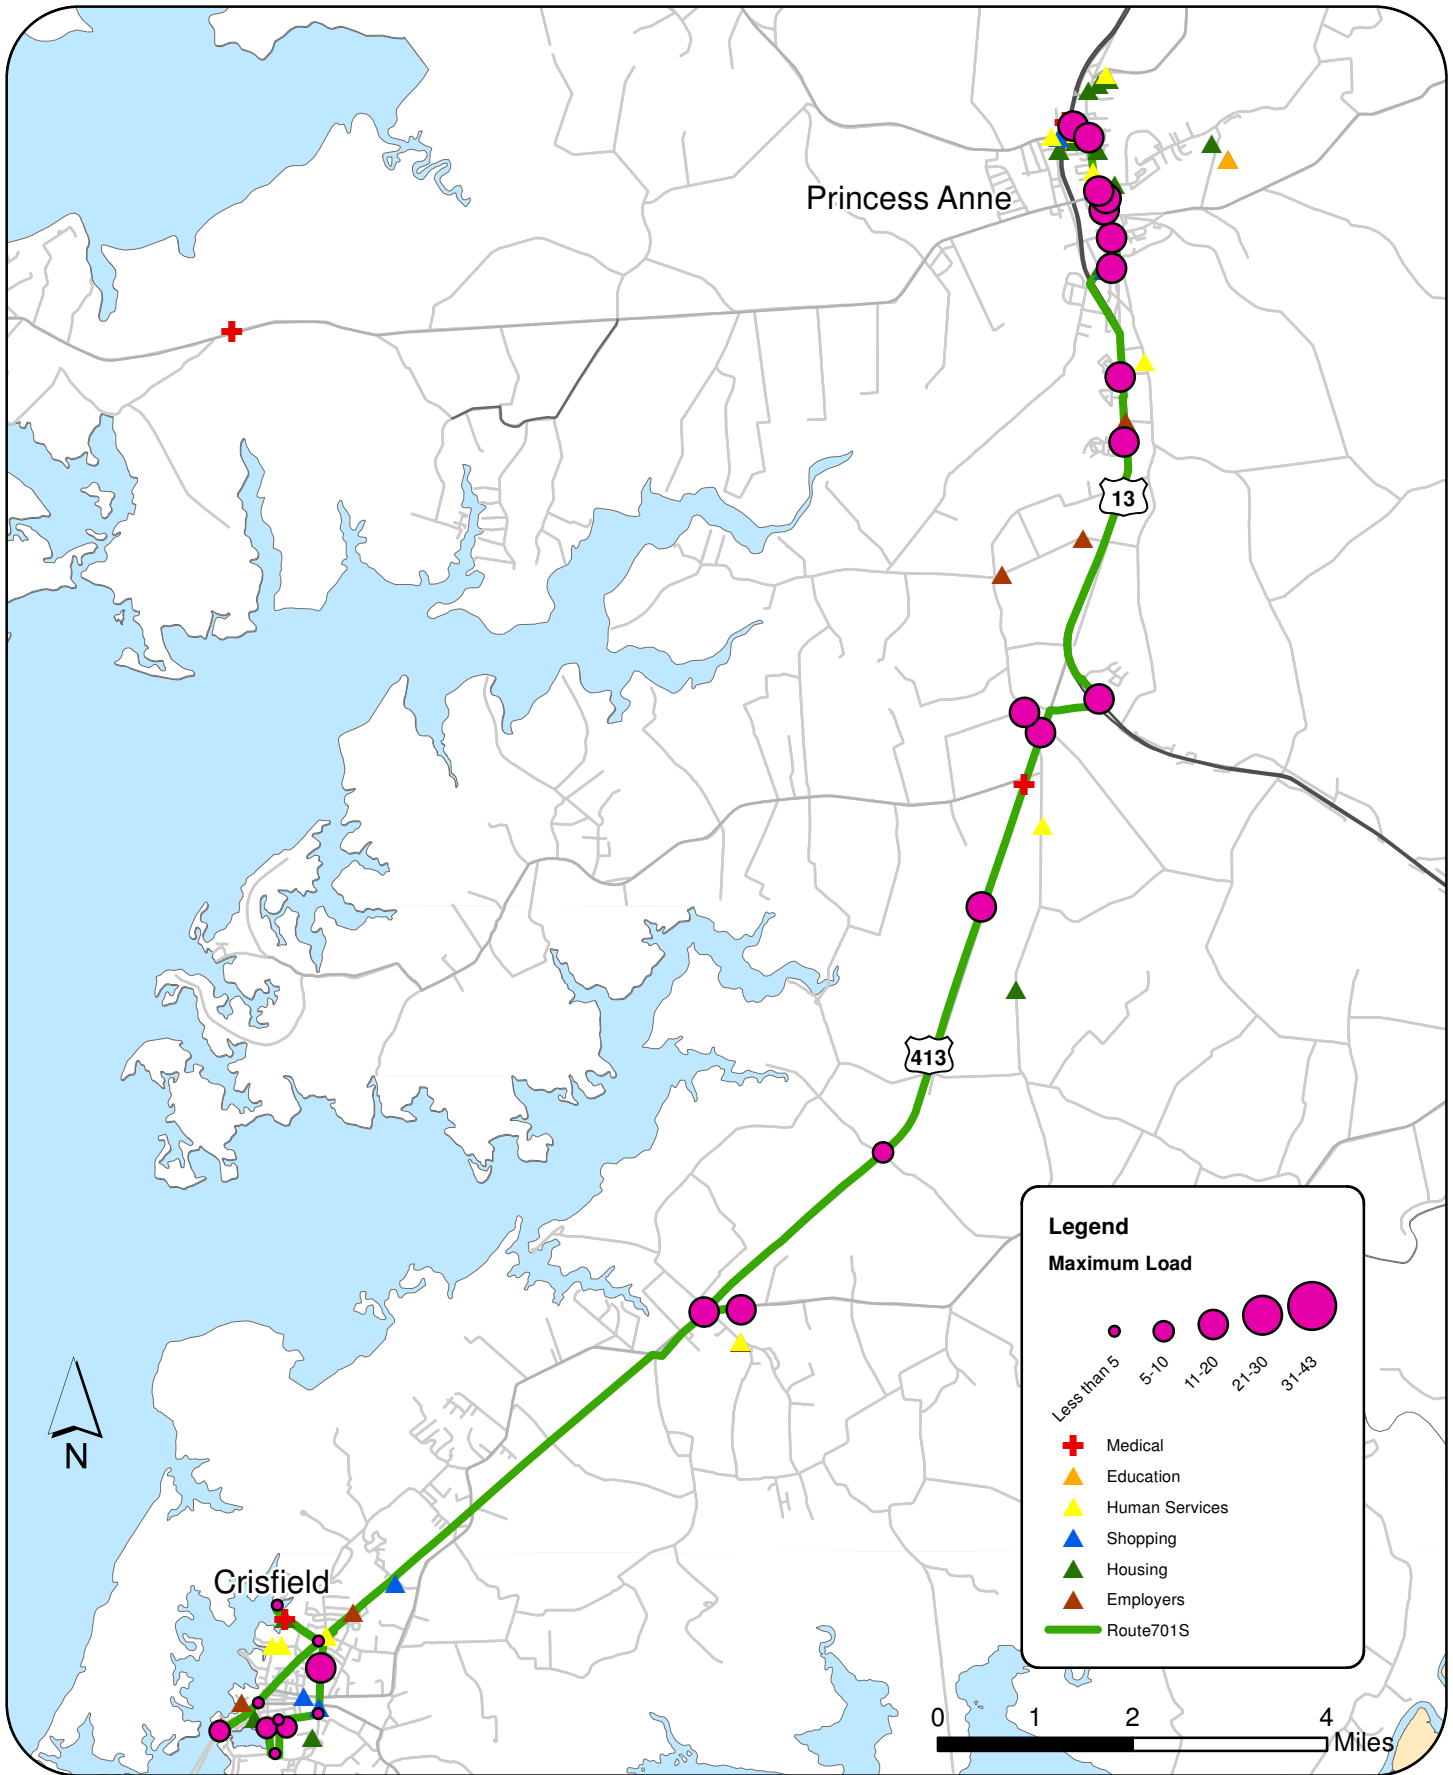 Princess Anne
13
413
Legend
Maximum Load
Less than 5
5-10
11-20
21-30
31-43
Medical
Education
Human Services
Shopping
Housing
Employers
Route701S
N
Crisfield
0 1 2 4
Miles